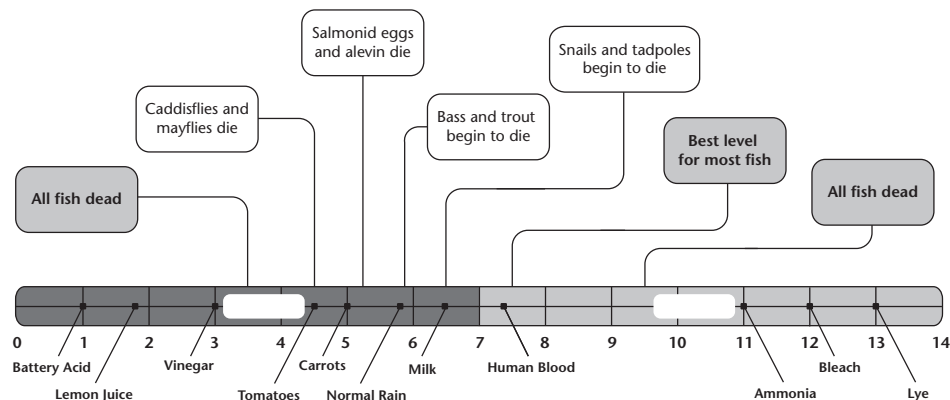 Salmonid eggs
and alevin die
Snails and tadpoles
begin to die
Caddisflies and
mayflies die
Bass and trout
begin to die
Best level
for most fish
All fish dead
All fish dead
0 1 2 3 4 5 6 7 8 9 10 11 12 13 14
Battery Acid
Vinegar
Carrots
Milk
Human Blood
Bleach
Lemon Juice
Tomatoes
Normal Rain
Ammonia
Lye